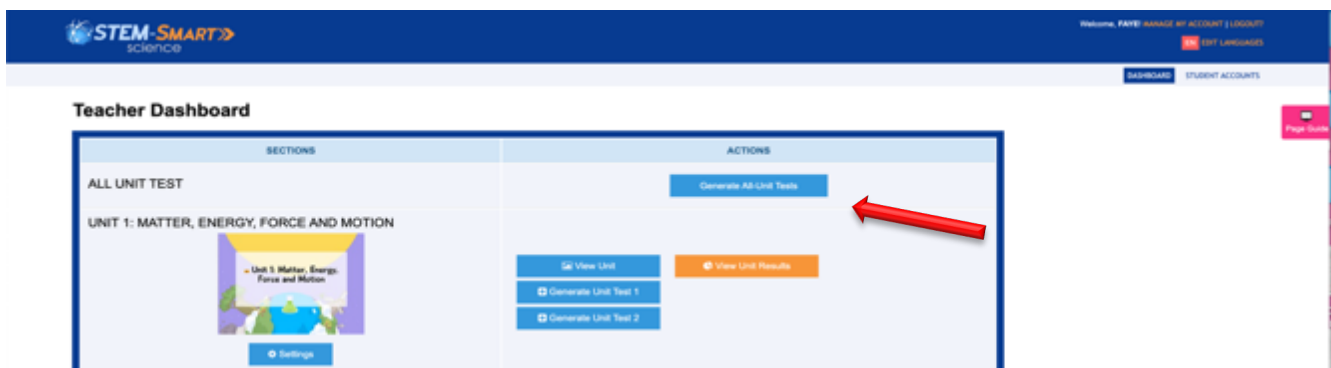 STEM-SMART
science
Welcome, FAYE! MANAGE MY ACCOUNT | LOGOUT?
EN EDIT LANGUAGES
DASHBOARD STUDENT ACCOUNTS
Teacher Dashboard
Page Guide
SECTIONS ACTIONS
ALL UNIT TEST Generate All-Unit Tests
UNIT 1: MATTER, ENERGY, FORCE AND MOTION
Unit 1: Matter, Energy,
Force and Motion
View Unit View Unit Results
Generate Unit Test 1
Generate Unit Test 2
Settings